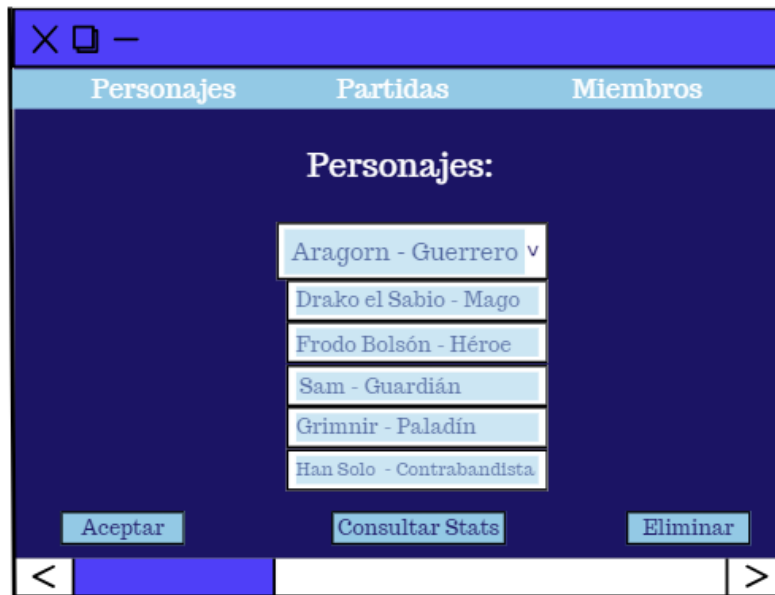 Personajes Partidas Miembros
Personajes:
Aragorn - Guerrero
Drako el Sabio - Mago
Frodo Bolsón - Héroe
Sam - Guardián
Grimnir - Paladín
Han Solo - Contrabandista
Aceptar Consultar Stats Eliminar